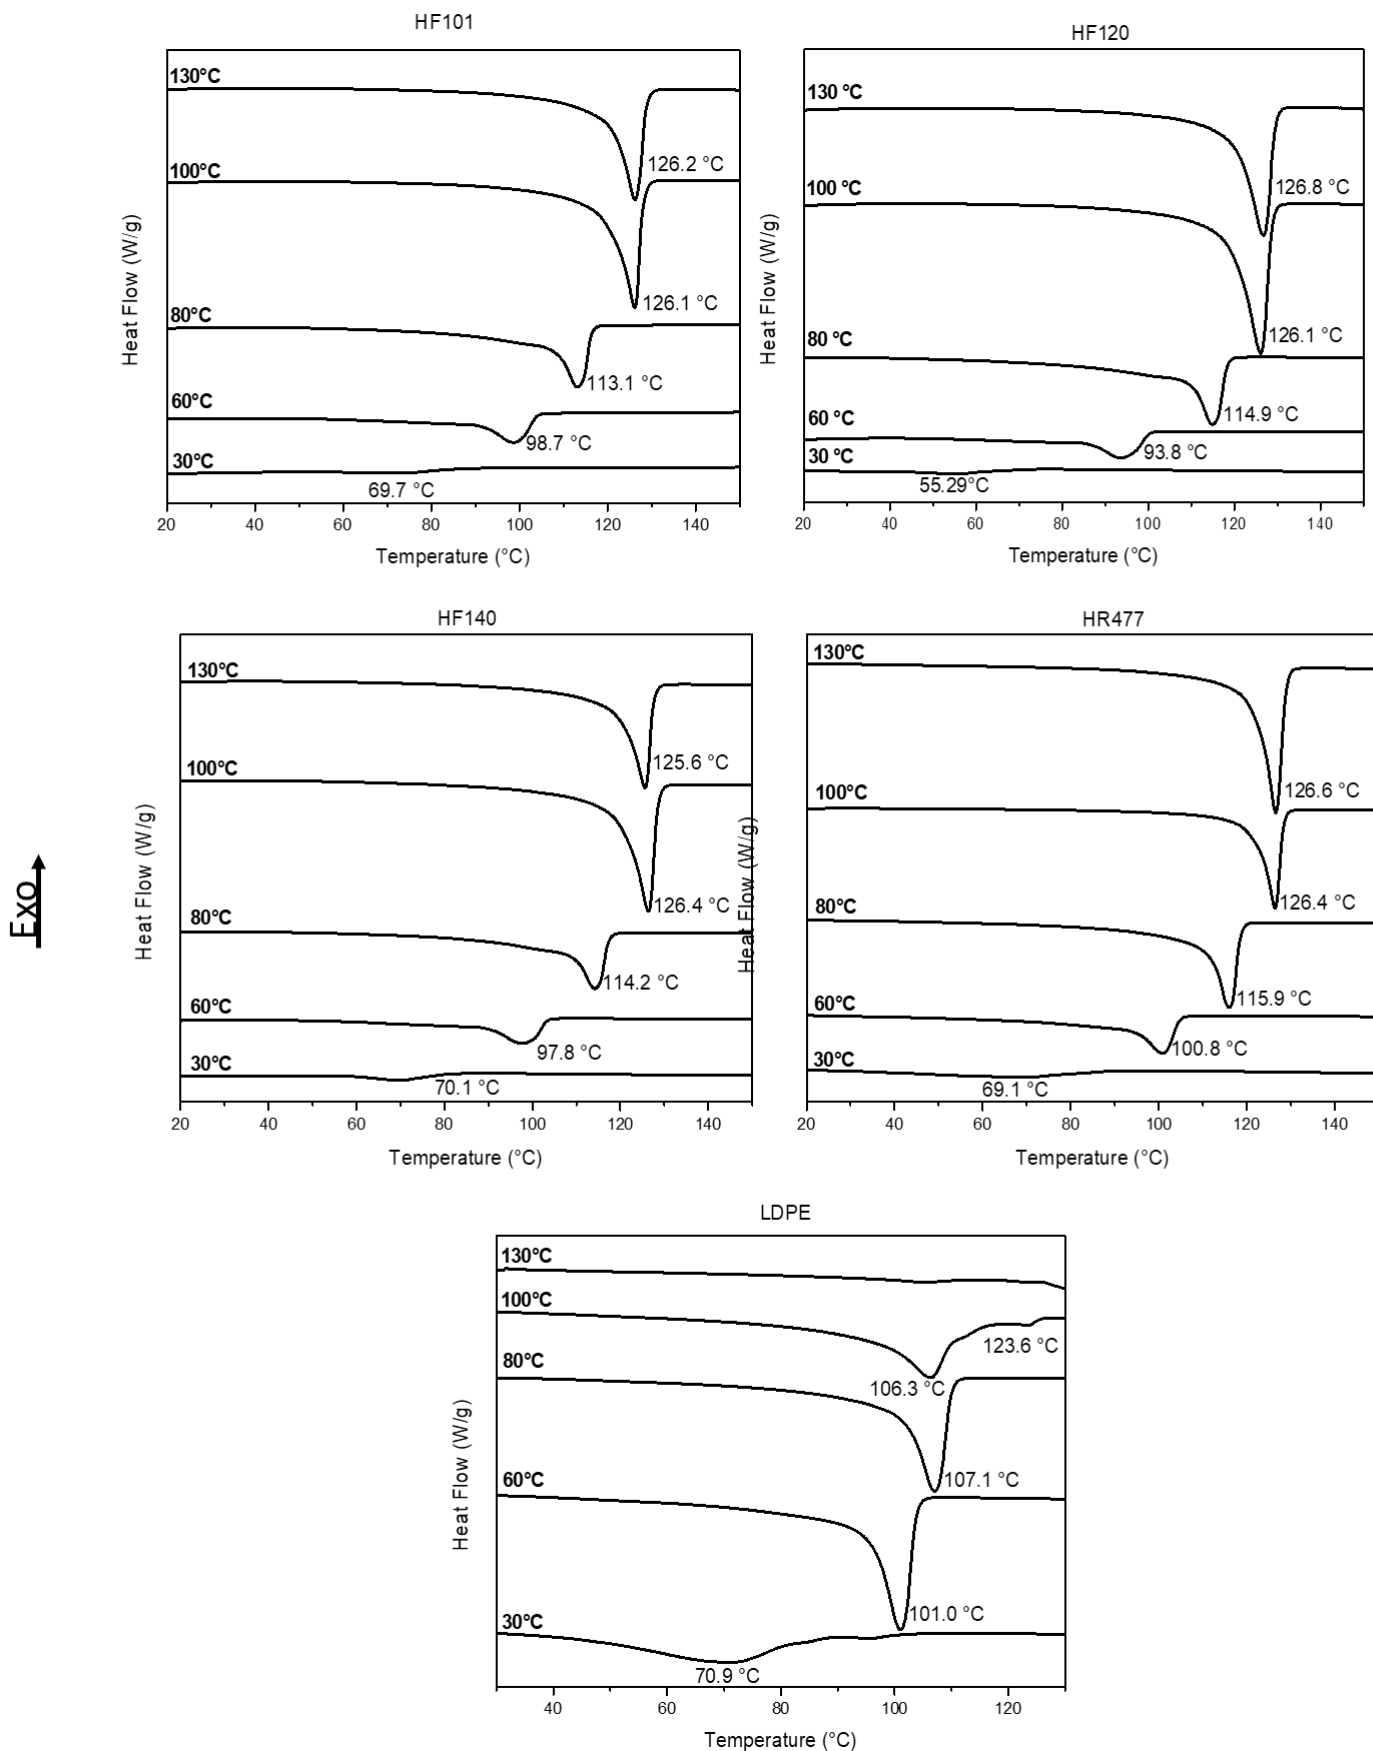 HF101
130°C
126.2 °C
100°C
126.1 °C
80°C
113.1 °C
60°C
98.7 °C
30°C
69.7 °C
Heat Flow (W/g)
20 40 60 80 100 120 140
Temperature (°C)
HF120
130 °C
126.8 °C
100 °C
126.1 °C
80 °C
114.9 °C
60 °C
93.8 °C
30 °C
55.29°C
Heat Flow (W/g)
20 40 60 80 100 120 140
Temperature (°C)
Exo
HF140
130°C
125.6 °C
100°C
126.4 °C
80°C
114.2 °C
60°C
97.8 °C
30°C
70.1 °C
Heat Flow (W/g)
20 40 60 80 100 120 140
Temperature (°C)
HR477
130°C
126.6 °C
100°C
126.4 °C
80°C
115.9 °C
60°C
100.8 °C
30°C
69.1 °C
Heat Flow (W/g)
20 40 60 80 100 120 140
Temperature (°C)
LDPE
130°C
100°C
123.6 °C
80°C
106.3 °C
107.1 °C
60°C
101.0 °C
30°C
70.9 °C
Heat Flow (W/g)
40 60 80 100 120
Temperature (°C)